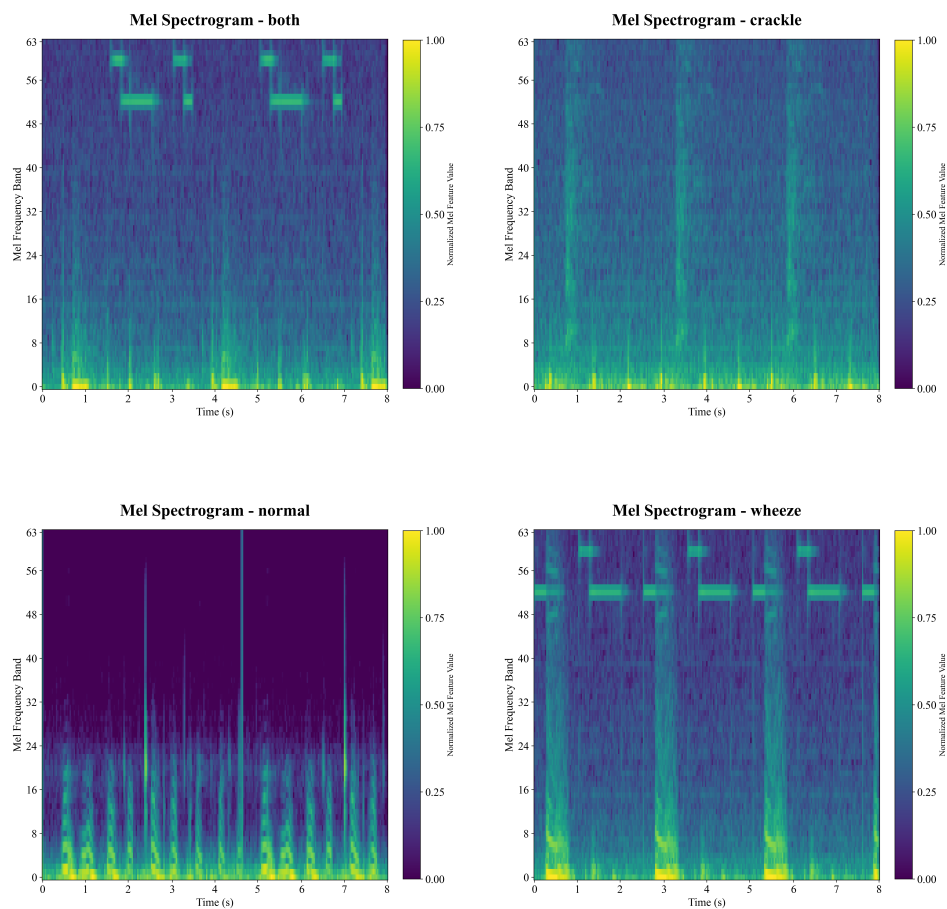 Mel Spectrogram - both
63
56
48
40
32
24
16
8
0
Mel Frequency Band
0 1 2 3 4 5 6 7 8
Time (s)
1.00
0.75
0.50
0.25
0.00
Normalized Mel Feature Value
Mel Spectrogram - crackle
63
56
48
40
32
24
16
8
0
Mel Frequency Band
0 1 2 3 4 5 6 7 8
Time (s)
1.00
0.75
0.50
0.25
0.00
Normalized Mel Feature Value
Mel Spectrogram - normal
63
56
48
40
32
24
16
8
0
Mel Frequency Band
0 1 2 3 4 5 6 7 8
Time (s)
1.00
0.75
0.50
0.25
0.00
Normalized Mel Feature Value
Mel Spectrogram - wheeze
63
56
48
40
32
24
16
8
0
Mel Frequency Band
0 1 2 3 4 5 6 7 8
Time (s)
1.00
0.75
0.50
0.25
0.00
Normalized Mel Feature Value